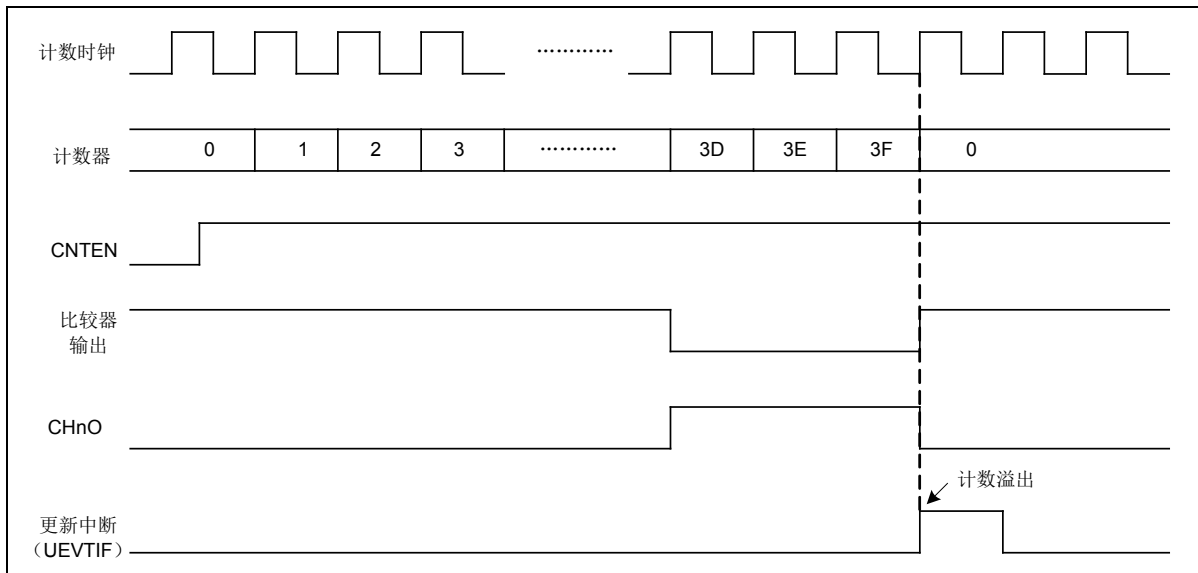 计数时钟
…………
计数器 0 1 2 3 ………… 3D 3E 3F 0
CNTEN
比较器
输出
CHnO
计数溢出
更新中断
（UEVTIF）